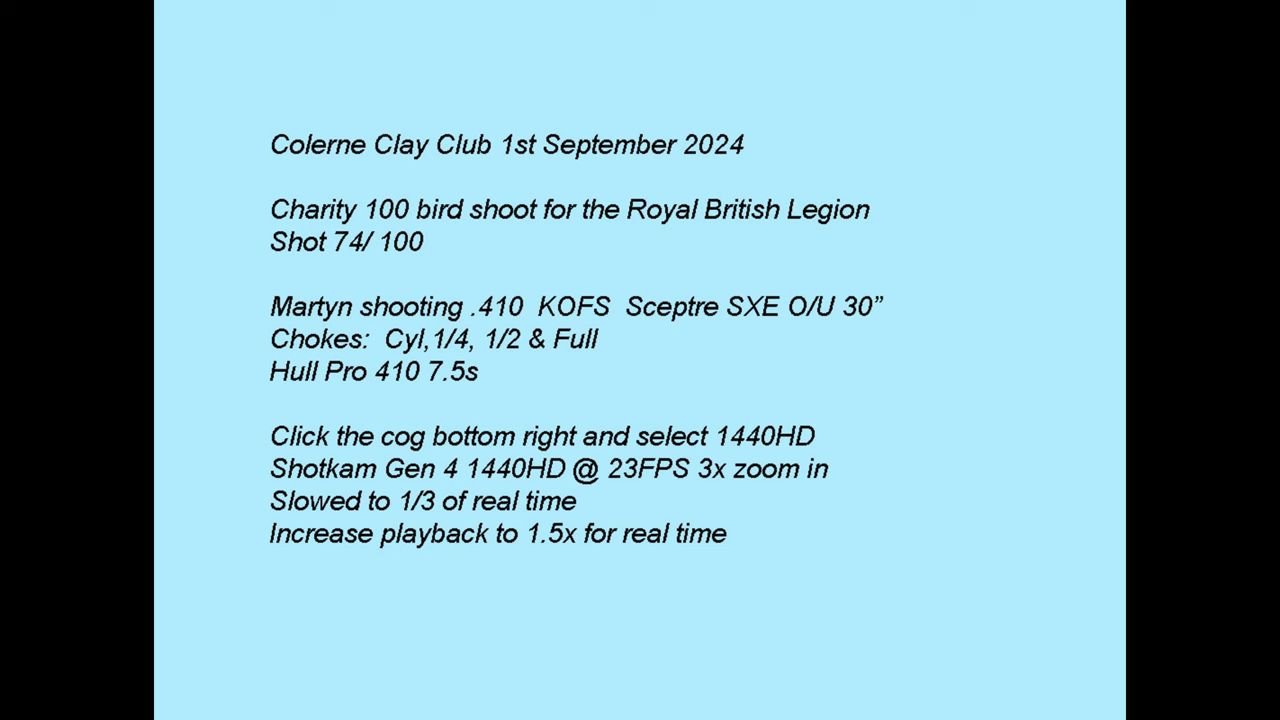 Colerne Clay Club 1st September 2024
Charity 100 bird shoot for the Royal British Legion
Shot 74/ 100
Martyn shooting .410  KOFS  Sceptre SXE O/U 30”
Chokes:  Cyl,1/4, 1/2 & Full
Hull Pro 410 7.5s
Click the cog bottom right and select 1440HD
Shotkam Gen 4 1440HD @ 23FPS 3x zoom in
Slowed to 1/3 of real time
Increase playback to 1.5x for real time